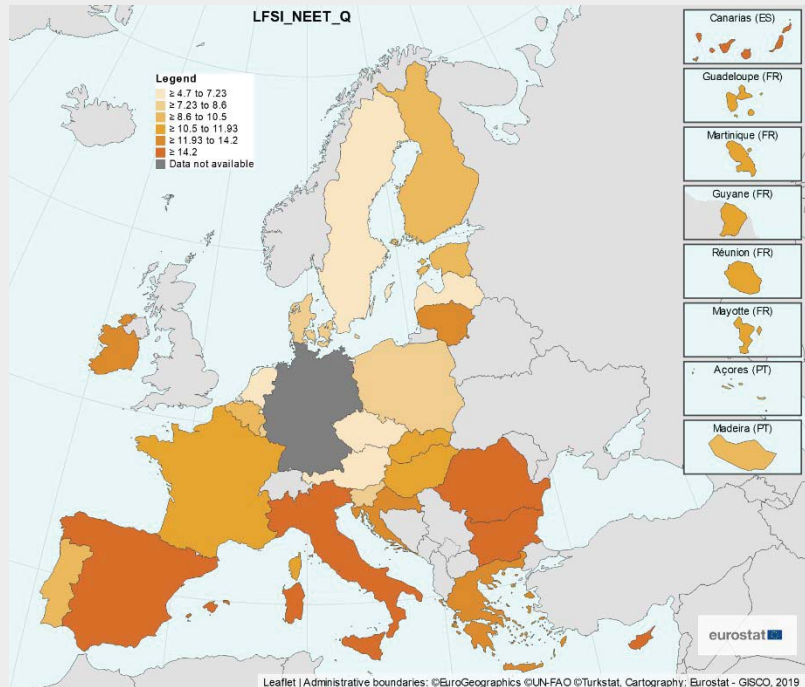 LFSI_NEET_Q
Legend
≥ 4.7 to 7.23
≥ 7.23 to 8.6
≥ 8.6 to 10.5
≥ 10.5 to 11.93
≥ 11.93 to 14.2
≥ 14.2
Data not available
Canarias (ES)
Guadeloupe (FR)
Martinique (FR)
Guyane (FR)
Réunion (FR)
Mayotte (FR)
Açores (PT)
Madeira (PT)
eurostat
Leaflet | Administrative boundaries: ©EuroGeographics ©UN-FAO ©Turkstat, Cartography: Eurostat - GISCO, 2019